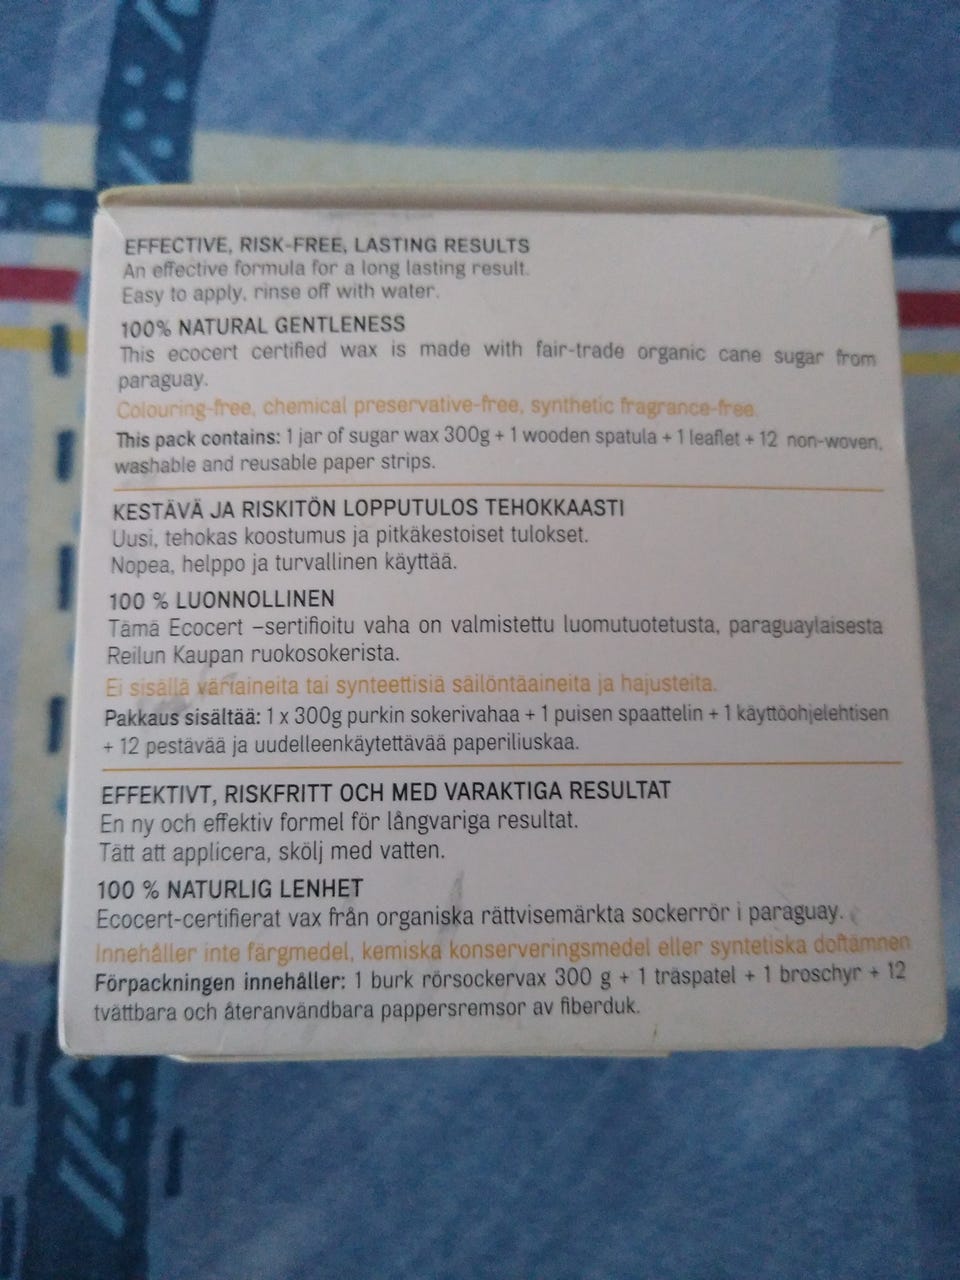 EFFECTIVE, RISK-FREE, LASTING RESULTS
An effective formula for a long lasting result.
Easy to apply, rinse off with water.
100% NATURAL GENTLENESS
This ecocert certified wax is made with fair-trade organic cane sugar from
paraguay.
Colouring-free, chemical preservative-free, synthetic fragrance-free.
This pack contains: 1 jar of sugar wax 300g + 1 wooden spatula + 1 leaflet + 12 non-woven,
washable and reusable paper strips.
KESTÄVÄ JA RISKITÖN LOPPUTULOS TEHOKKAASTI
Uusi, tehokas koostumus ja pitkäkestoiset tulokset.
Nopea, helppo ja turvallinen käyttää.
100 % LUONNOLLINEN
Tämä Ecocert –sertifioitu vaha on valmistettu luomutuotetusta, paraguaylaisesta
Reilun Kaupan ruokosokerista.
Ei sisällä väriaineita tai synteettisiä säilöntäaineita ja hajusteita.
Pakkaus sisältää: 1 x 300g purkin sokerivahaa + 1 puisen spaattelin + 1 käyttöohjelehtisen
+ 12 pestävää ja uudelleenkäytettävää paperiliuskaa.
EFFEKTIVT, RISKFRITT OCH MED VARAKTIGA RESULTAT
En ny och effektiv formel för långvariga resultat.
Tätt att applicera, skölj med vatten.
100 % NATURLIG LENHET
Ecocert-certifierat vax från organiska rättvisemärkta sockerrör i paraguay.
Innehåller inte färgmedel, kemiska konserveringsmedel eller syntetiska doftämnen
Förpackningen innehåller: 1 burk rörsockervax 300 g + 1 träspatel + 1 broschyr + 12
tvättbara och återanvändbara pappersremsor av fiberduk.